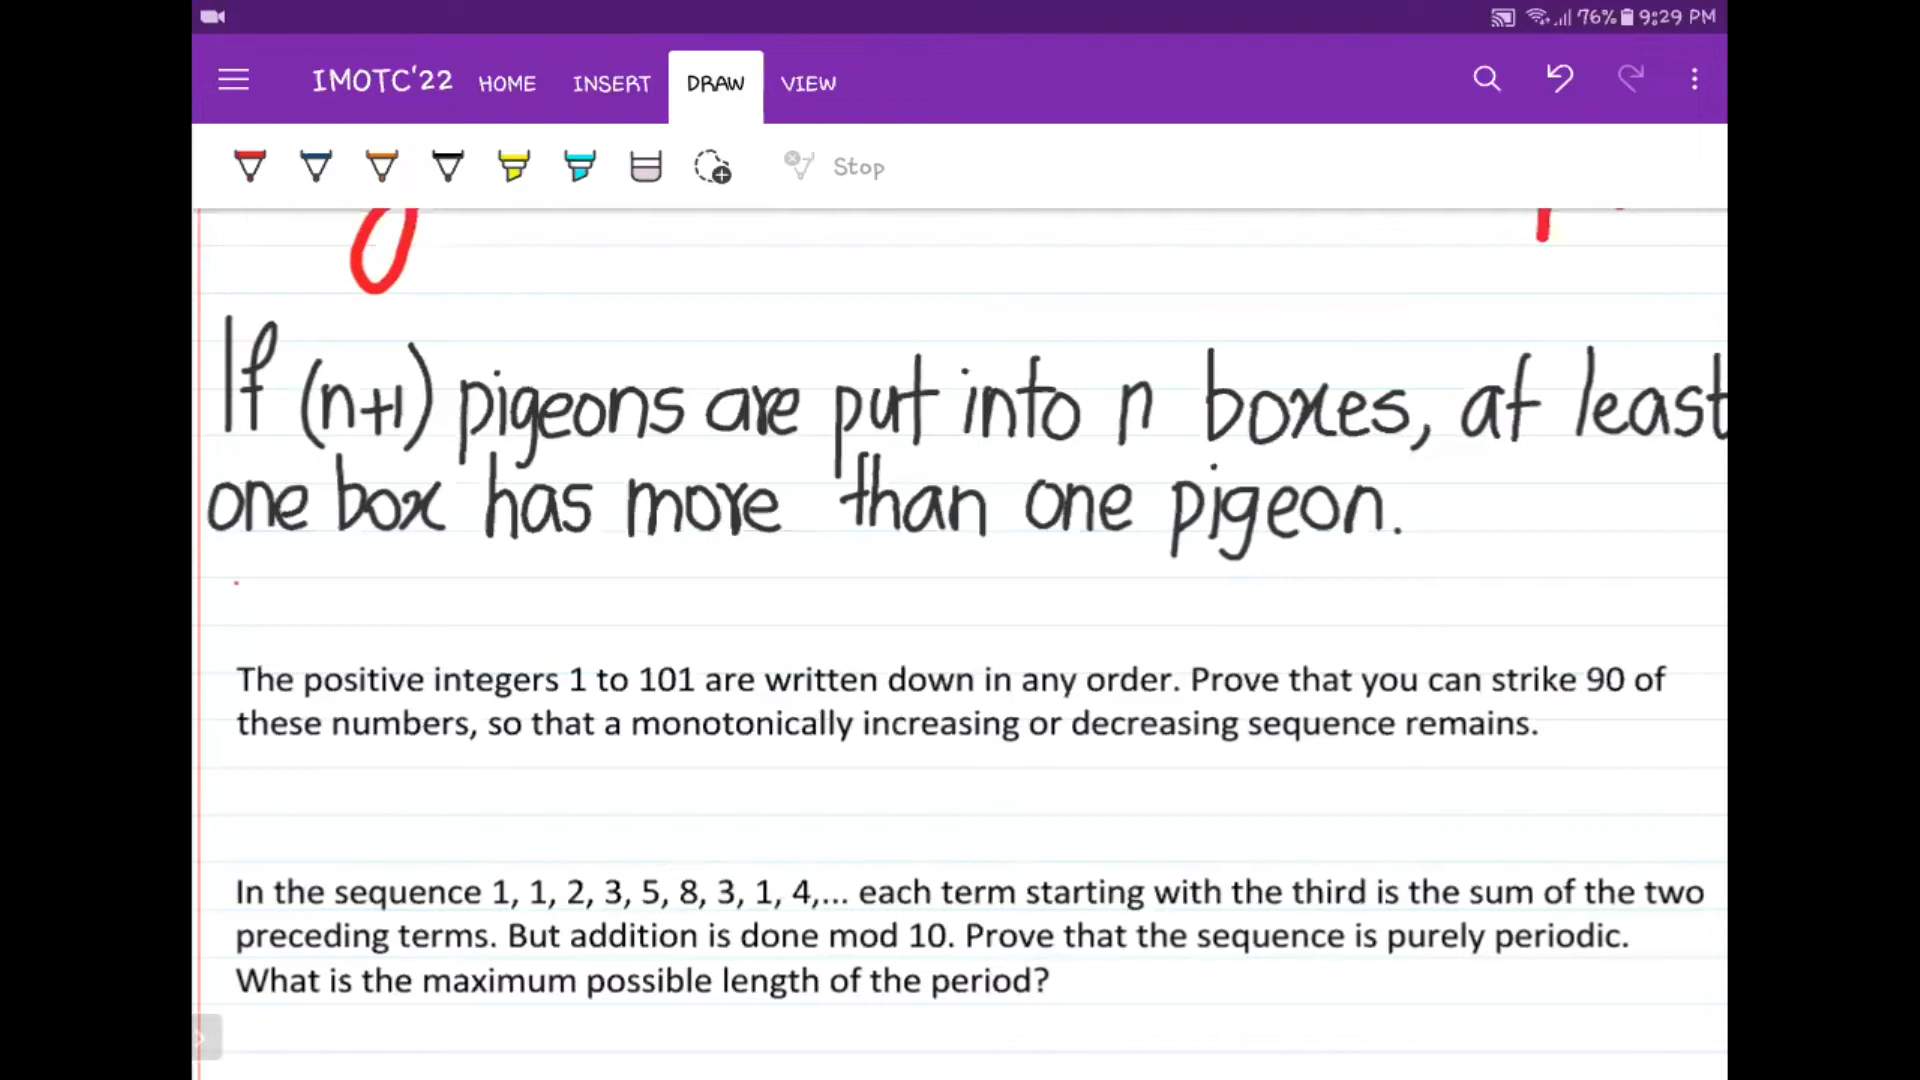 76% 9:29 PM
IMOTC'22 HOME INSERT DRAW VIEW
Stop
If (n+1) pigeons are put into n boxes, at least
one box has more than one pigeon.
The positive integers 1 to 101 are written down in any order. Prove that you can strike 90 of
these numbers, so that a monotonically increasing or decreasing sequence remains.
In the sequence 1, 1, 2, 3, 5, 8, 3, 1, 4,... each term starting with the third is the sum of the two
preceding terms. But addition is done mod 10. Prove that the sequence is purely periodic.
What is the maximum possible length of the period?